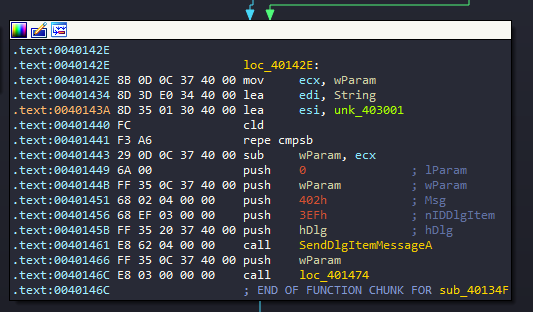 .text:0040142E
.text:0040142E loc_40142E:
.text:0040142E 8B 0D 0C 37 40 00 mov ecx, wParam
.text:00401434 8D 3D E0 34 40 00 lea edi, String
.text:0040143A 8D 35 01 30 40 00 lea esi, unk_403001
.text:00401440 FC cld
.text:00401441 F3 A6 repe cmpsb
.text:00401443 29 0D 0C 37 40 00 sub wParam, ecx
.text:00401449 6A 00 push 0 ; lParam
.text:0040144B FF 35 0C 37 40 00 push wParam ; wParam
.text:00401451 68 02 04 00 00 push 402h ; Msg
.text:00401456 68 EF 03 00 00 push 3EFh ; nIDDlgItem
.text:0040145B FF 35 20 37 40 00 push hDlg ; hDlg
.text:00401461 E8 62 04 00 00 call SendDlgItemMessageA
.text:00401466 FF 35 0C 37 40 00 push wParam
.text:0040146C E8 03 00 00 00 call loc_401474
.text:0040146C ; END OF FUNCTION CHUNK FOR sub_40134F